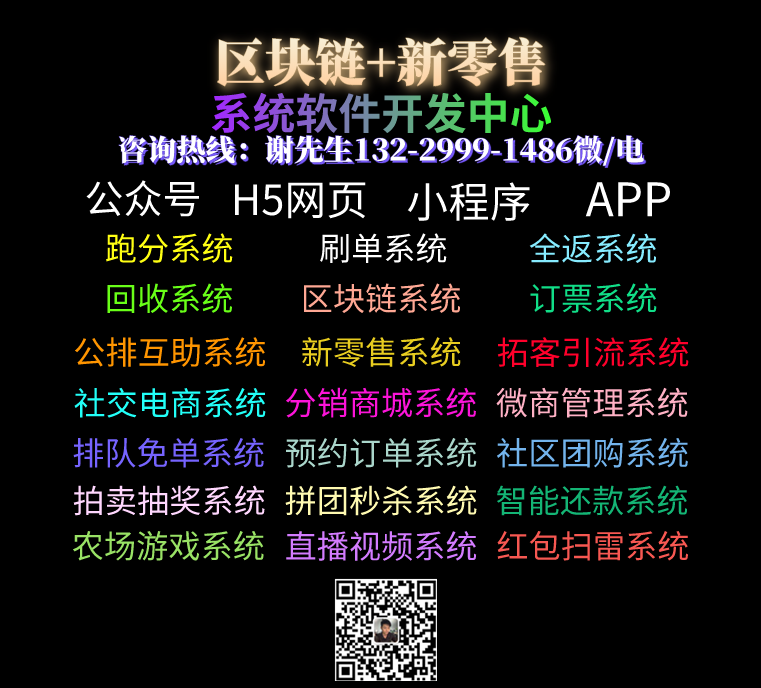 区块链+新零售
系统软件开发中心
咨询热线：谢先生132-2999-1486微/电
公众号 H5网页 小程序 APP
跑分系统 刷单系统 全返系统
回收系统 区块链系统 订票系统
公排互助系统 新零售系统 拓客引流系统
社交电商系统 分销商城系统 微商管理系统
排队免单系统 预约订单系统 社区团购系统
拍卖抽奖系统 拼团秒杀系统 智能还款系统
农场游戏系统 直播视频系统 红包扫雷系统